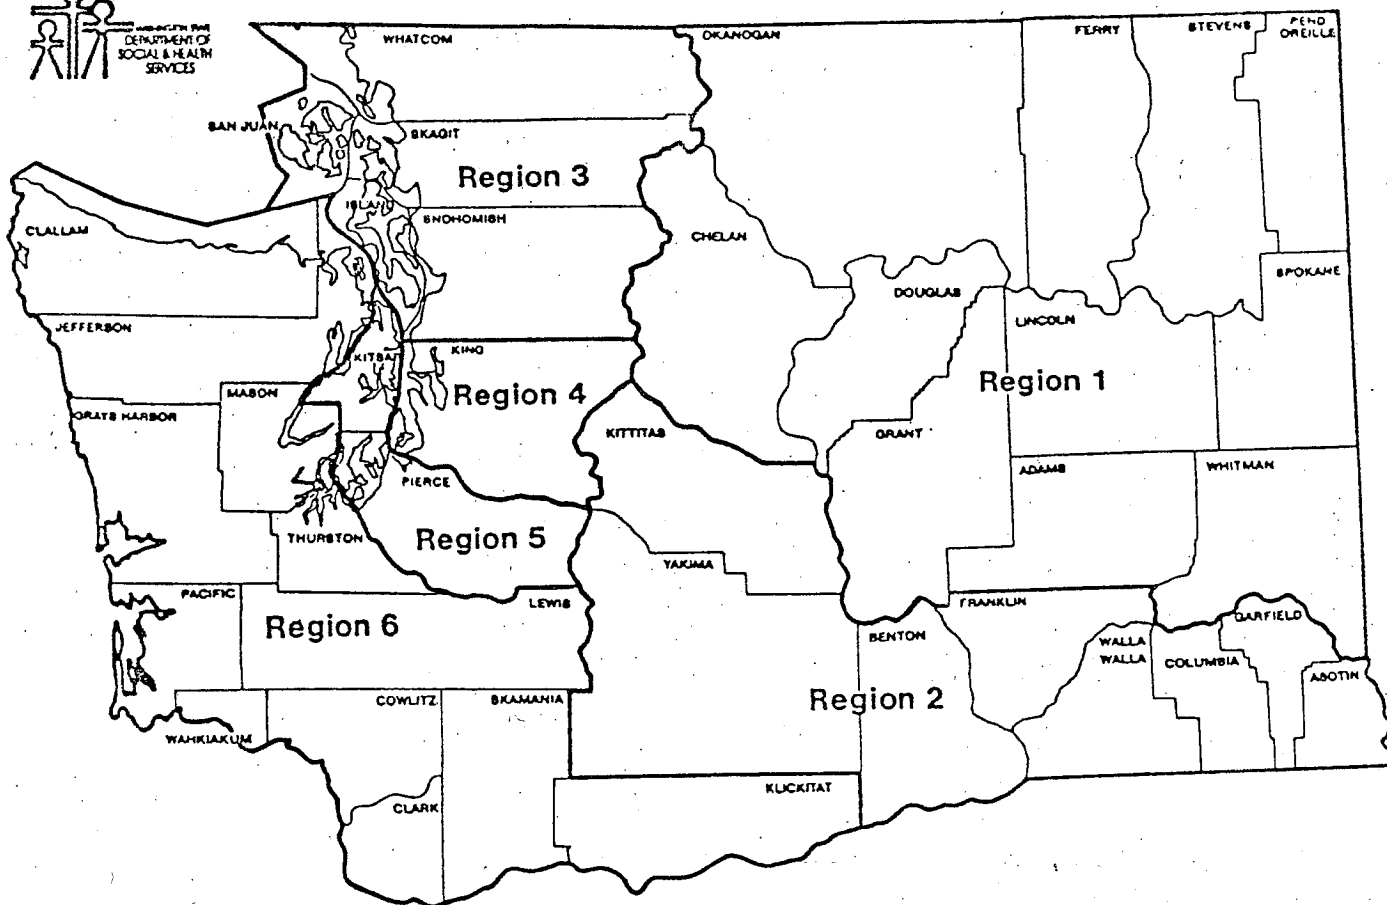 WASHINGTON STATE
DEPARTMENT OF
SOCIAL & HEALTH
SERVICES
WHATCOM
OKANOGAN
FERRY
STEVENS
PEND
OREILLE
SAN JUAN
SKAGIT
Region 3
ISLAND
SNOHOMISH
CLALLAM
CHELAN
SPOKANE
DOUGLAS
LINCOLN
JEFFERSON
KITSAP
KING
Region 1
MASON
Region 4
GRAYS HARBOR
KITTITAS
GRANT
ADAMS
WHITMAN
PIERCE
THURSTON
Region 5
YAKIMA
PACIFIC
LEWIS
FRANKLIN
GARFIELD
Region 6
BENTON
WALLA
WALLA
COLUMBIA
ASOTIN
COWLITZ
SKAMANIA
Region 2
WAHKIAKUM
KLICKITAT
CLARK